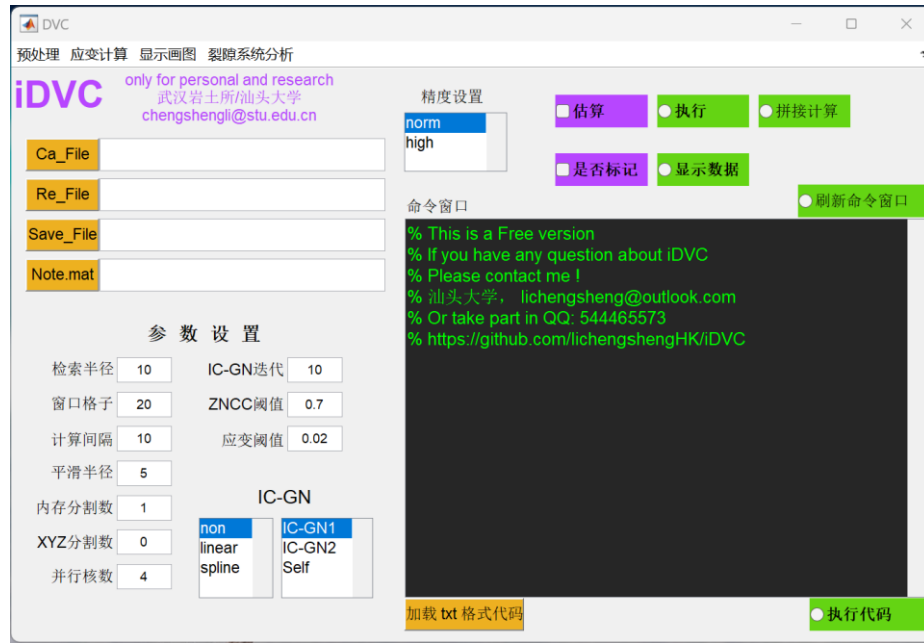 DVC
预处理 应变计算 显示画图 裂隙系统分析
iDVC
only for personal and research
武汉岩土所/汕头大学
chengshengli@stu.edu.cn
Ca_File
Re_File
Save_File
Note.mat
参 数 设 置
检索半径 10 IC-GN迭代 10
窗口格子 20 ZNCC阈值 0.7
计算间隔 10 应变阈值 0.02
平滑半径 5
内存分割数 1
XYZ分割数 0
并行核数 4
IC-GN
non IC-GN1
linear IC-GN2
spline Self
精度设置
norm
high
估算 执行 拼接计算
是否标记 显示数据
刷新命令窗口
命令窗口
% This is a Free version
% If you have any question about iDVC
% Please contact me !
% 汕头大学， lichengsheng@outlook.com
% Or take part in QQ: 544465573
% https://github.com/lichengshengHK/iDVC
加载 txt 格式代码 执行代码